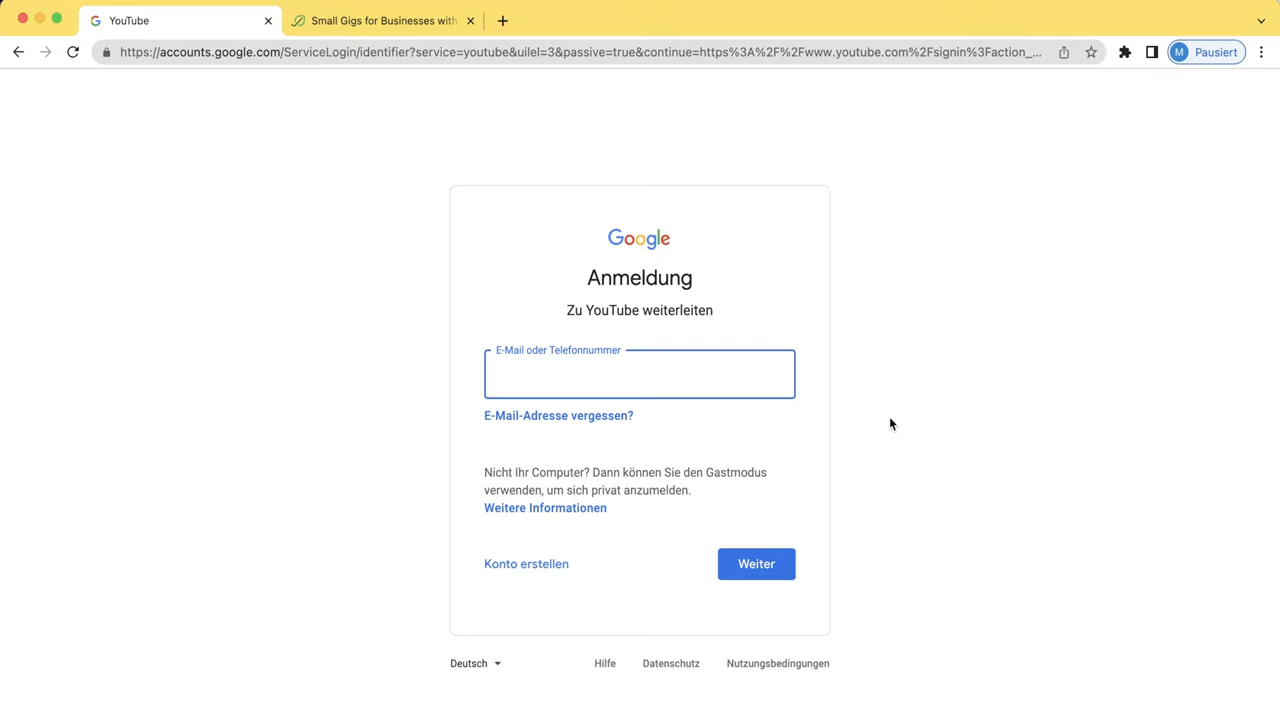 YouTube
Small Gigs for Businesses with
https://accounts.google.com/ServiceLogin/identifier?service=youtube&uilel=3&passive=true&continue=https%3A%2F%2Fwww.youtube.com%2Fsignin%3Faction_...
M Pausiert
Google
Anmeldung
Zu YouTube weiterleiten
E-Mail oder Telefonnummer
E-Mail-Adresse vergessen?
Nicht Ihr Computer? Dann können Sie den Gastmodus
verwenden, um sich privat anzumelden.
Weitere Informationen
Konto erstellen
Weiter
Deutsch
Hilfe
Datenschutz
Nutzungsbedingungen